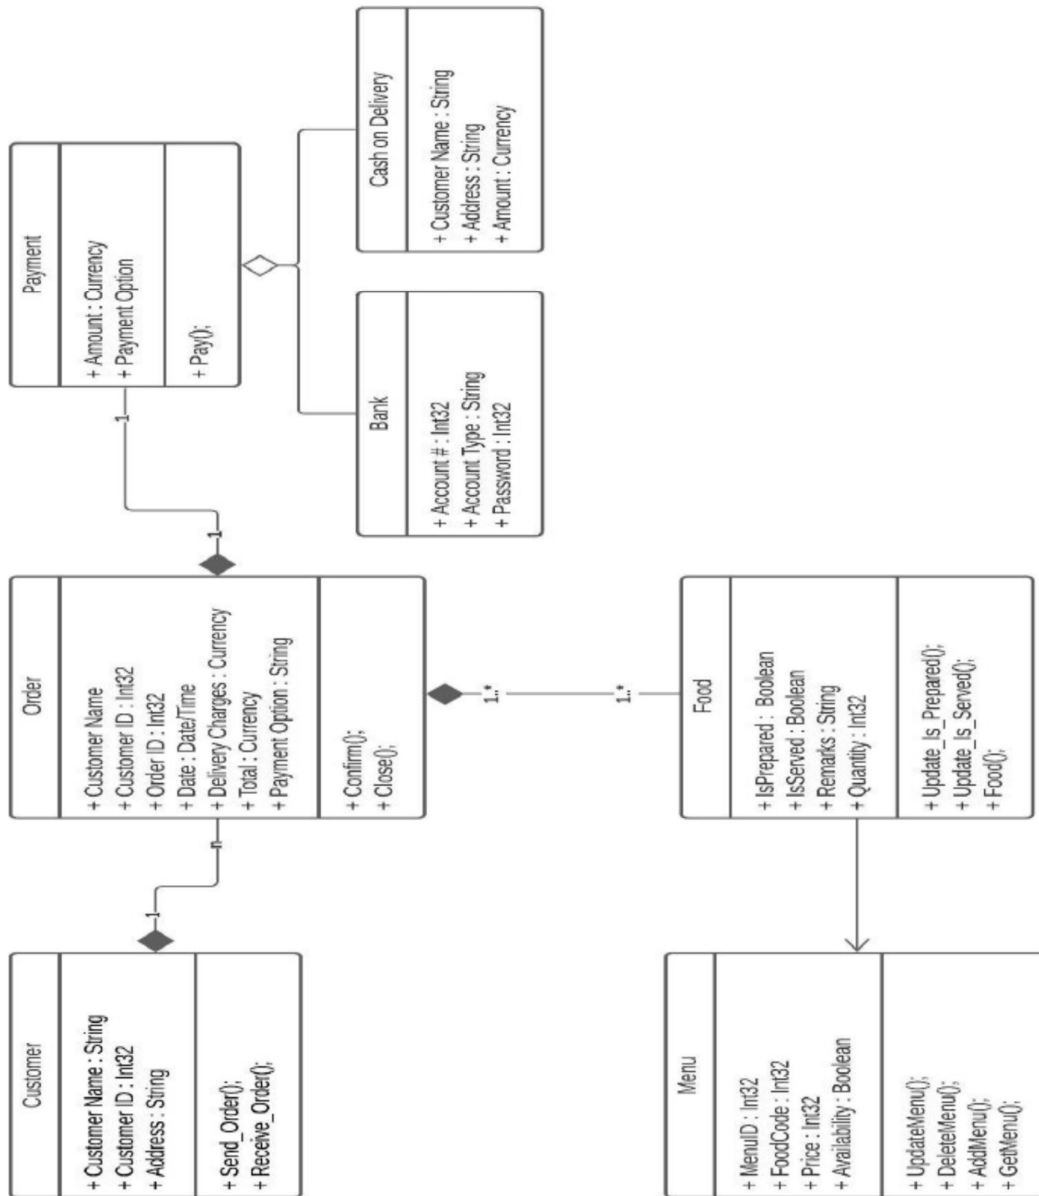 Customer
+ Customer Name : String
+ Customer ID : Int32
+ Address : String
+ Send_Order();
+ Receive_Order();
1
n
Order
+ Customer Name
+ Customer ID : Int32
+ Order ID : Int32
+ Date : Date/Time
+ Delivery Charges : Currency
+ Total : Currency
+ Payment Option : String
+ Confirm();
+ Close();
1
1
Payment
+ Amount : Currency
+ Payment Option
+ Pay();
Bank
+ Account # : Int32
+ Account Type : String
+ Password : Int32
Cash on Delivery
+ Customer Name : String
+ Address : String
+ Amount : Currency
1..*
1..*
Menu
+ MenuID : Int32
+ FoodCode : Int32
+ Price : Int32
+ Availability : Boolean
+ UpdateMenu();
+ DeleteMenu();
+ AddMenu();
+ GetMenu();
Food
+ IsPrepared : Boolean
+ IsServed : Boolean
+ Remarks : String
+ Quantity : Int32
+ Update_Is_Prepared();
+ Update_Is_Served();
+ Food();